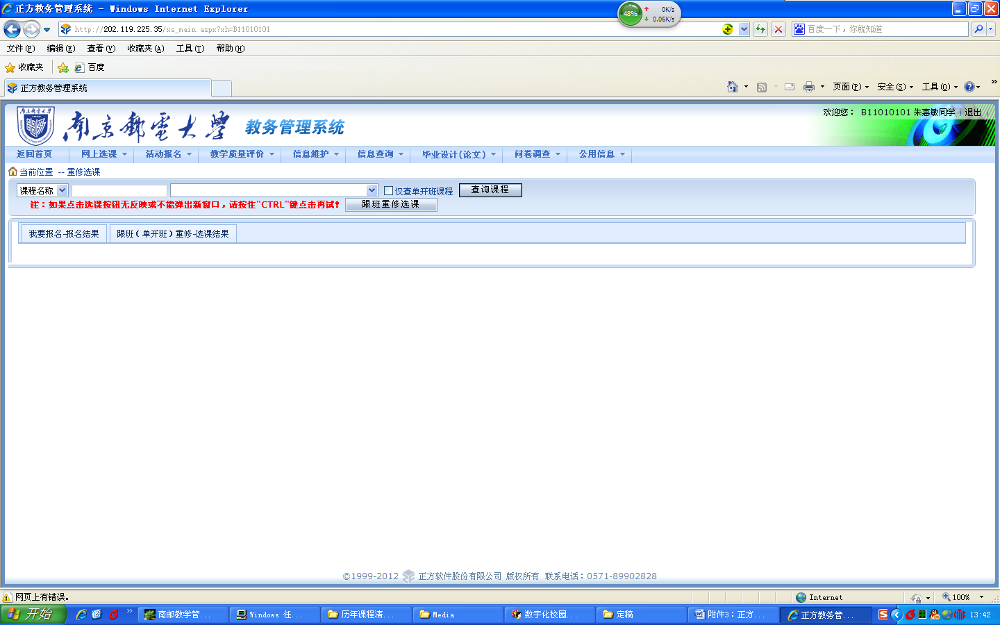 正方教务管理系统 - Windows Internet Explorer
48% 0K/s 0.06K/s
http://202.119.225.35/xs_main.aspx?xh=B11010101
百度一下，你就知道
文件(F) 编辑(E) 查看(V) 收藏夹(A) 工具(T) 帮助(H)
收藏夹 百度
正方教务管理系统
页面(P) 安全(S) 工具(O)
南京邮电大学
南京郵電大学 教务管理系统
欢迎您： B11010101 朱惠敏同学 退出
返回首页 网上选课 活动报名 教学质量评价 信息维护 信息查询 毕业设计(论文) 问卷调查 公用信息
当前位置 -- 重修选课
课程名称 仅查单开班课程 查询课程
注：如果点击选课按钮无反映或不能弹出新窗口，请按住"CTRL"键点击再试！ 跟班重修选课
我要报名-报名结果 跟班（单开班）重修-选课结果
©1999-2012 正方软件股份有限公司 版权所有 联系电话：0571-89902828
网页上有错误。 Internet 100%
开始 南邮教学管... Windows 任... 历年课程清... Media 数字化校园... 定稿 附件3：正方... 正方教务管... 13:42